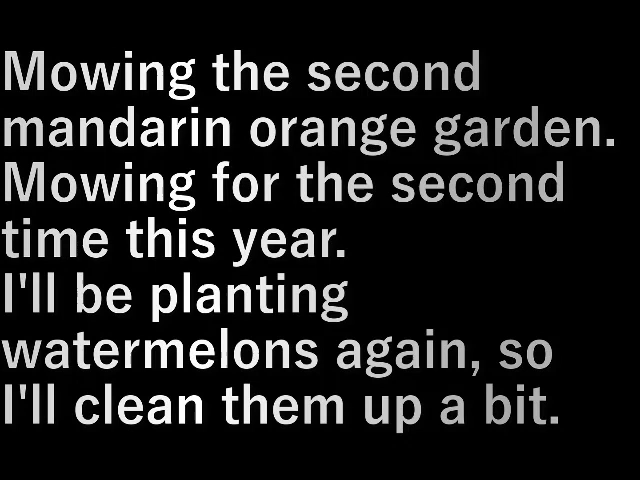 Mowing the second
mandarin orange garden.
Mowing for the second
time this year.
I'll be planting
watermelons again, so
I'll clean them up a bit.